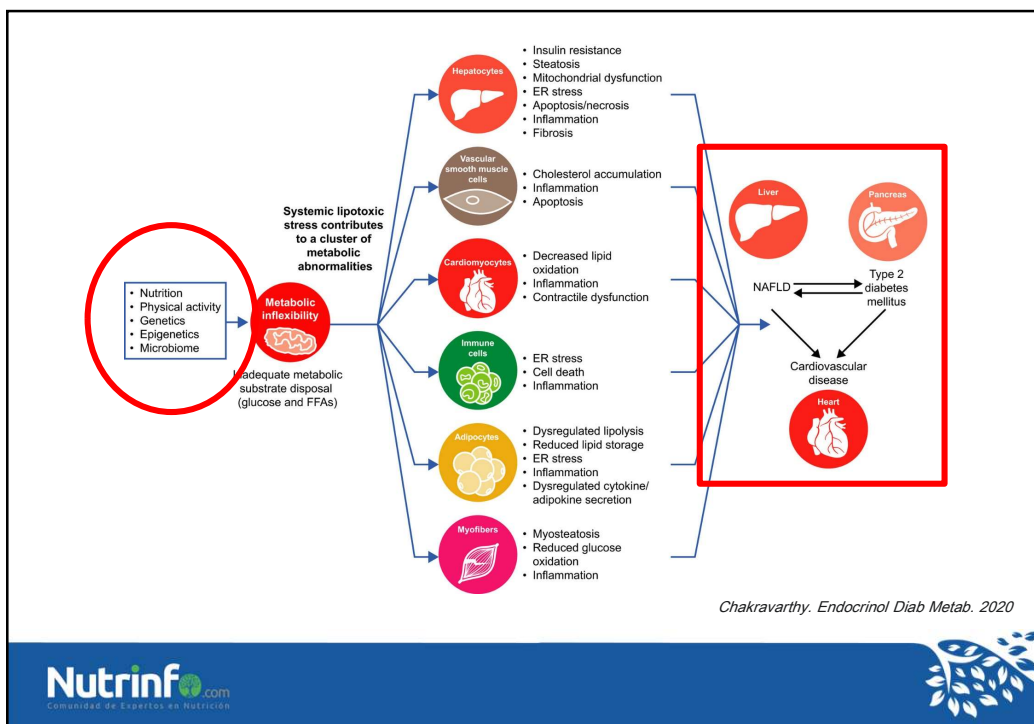 • Nutrition
• Physical activity
• Genetics
• Epigenetics
• Microbiome
Metabolic
inflexibility
Inadequate metabolic
substrate disposal
(glucose and FFAs)
Systemic lipotoxic
stress contributes
to a cluster of
metabolic
abnormalities
Hepatocytes
• Insulin resistance
• Steatosis
• Mitochondrial dysfunction
• ER stress
• Apoptosis/necrosis
• Inflammation
• Fibrosis
Vascular
smooth muscle
cells
• Cholesterol accumulation
• Inflammation
• Apoptosis
Cardiomyocytes
• Decreased lipid
oxidation
• Inflammation
• Contractile dysfunction
Immune
cells
• ER stress
• Cell death
• Inflammation
Adipocytes
• Dysregulated lipolysis
• Reduced lipid storage
• ER stress
• Inflammation
• Dysregulated cytokine/
adipokine secretion
Myofibers
• Myosteatosis
• Reduced glucose
oxidation
• Inflammation
Liver
Pancreas
NAFLD
Type 2
diabetes
mellitus
Cardiovascular
disease
Heart
Chakravarthy. Endocrinol Diab Metab. 2020
Nutrinfo.com
Comunidad de Expertos en Nutrición